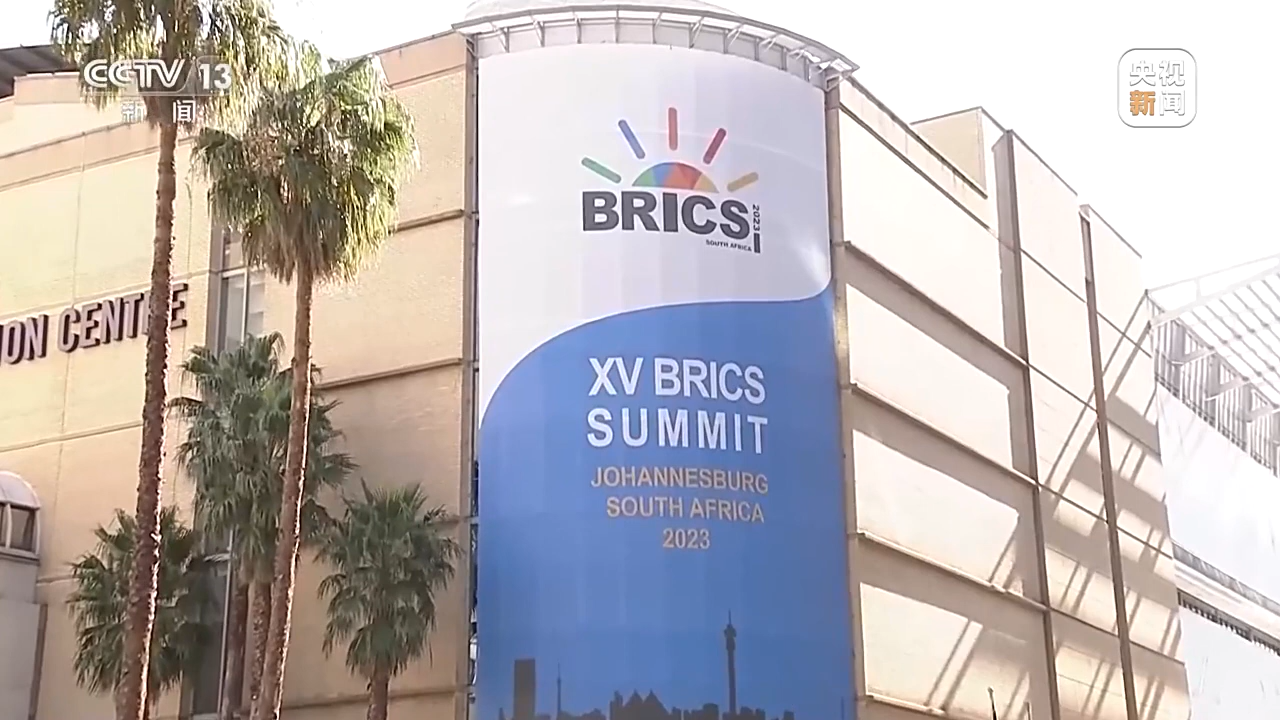 CCTV 13
新闻
央视
新闻
ION CENTRE
BRICS
2023
SOUTH AFRICA
XV BRICS
SUMMIT
JOHANNESBURG
SOUTH AFRICA
2023